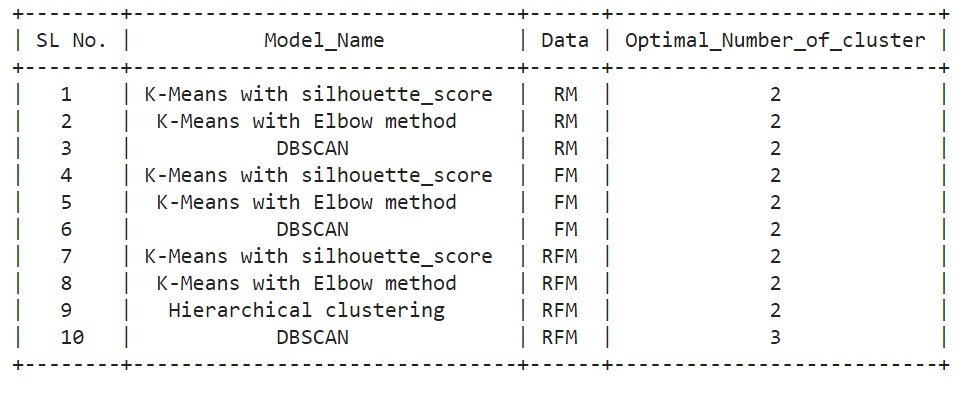 +--------+--------------------------------+------+---------------------------+
| SL No. |           Model_Name           | Data | Optimal_Number_of_cluster |
+--------+--------------------------------+------+---------------------------+
|   1    | K-Means with silhouette_score  |  RM  |             2             |
|   2    |  K-Means with Elbow method     |  RM  |             2             |
|   3    |            DBSCAN              |  RM  |             2             |
|   4    | K-Means with silhouette_score  |  FM  |             2             |
|   5    |  K-Means with Elbow method     |  FM  |             2             |
|   6    |            DBSCAN              |  FM  |             2             |
|   7    | K-Means with silhouette_score  | RFM  |             2             |
|   8    |  K-Means with Elbow method     | RFM  |             2             |
|   9    |   Hierarchical clustering      | RFM  |             2             |
|   10   |            DBSCAN              | RFM  |             3             |
+--------+--------------------------------+------+---------------------------+